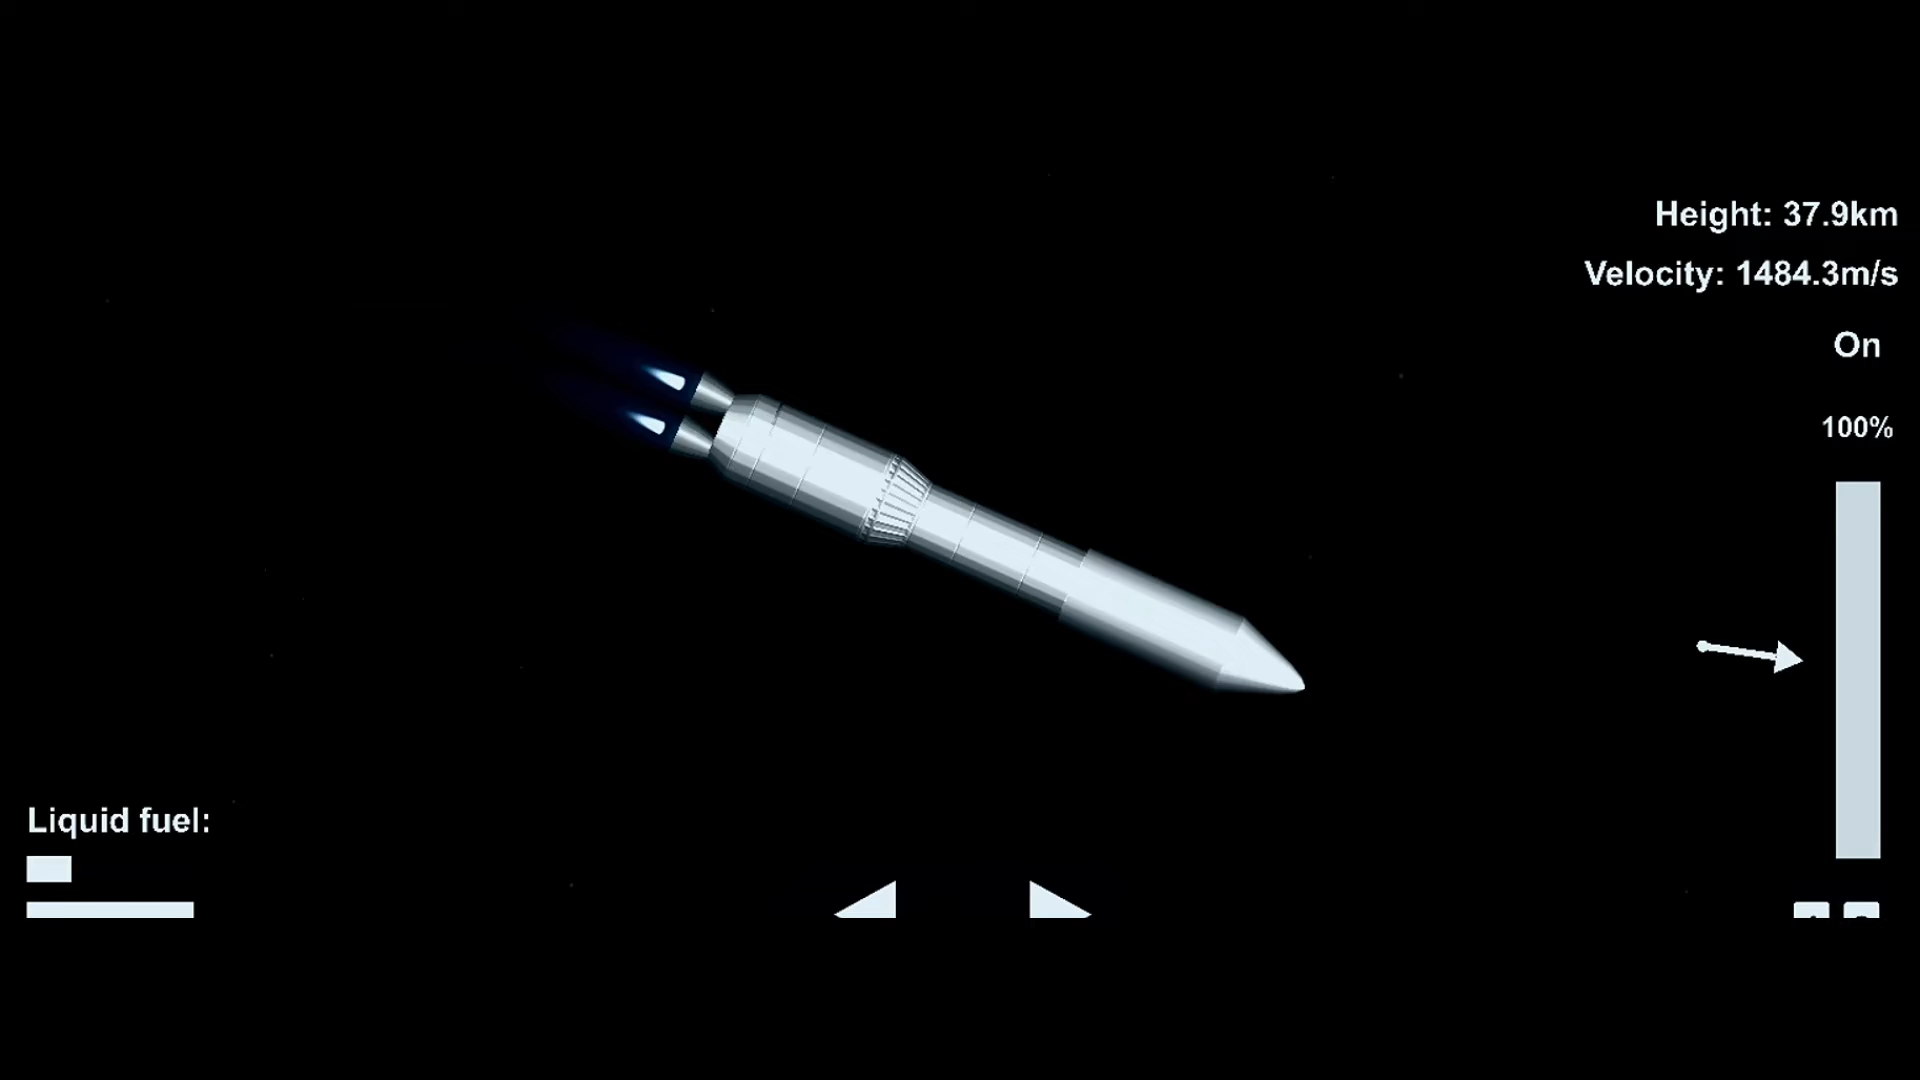 Height: 37.9km
Velocity: 1484.3m/s
On
100%
Liquid fuel: